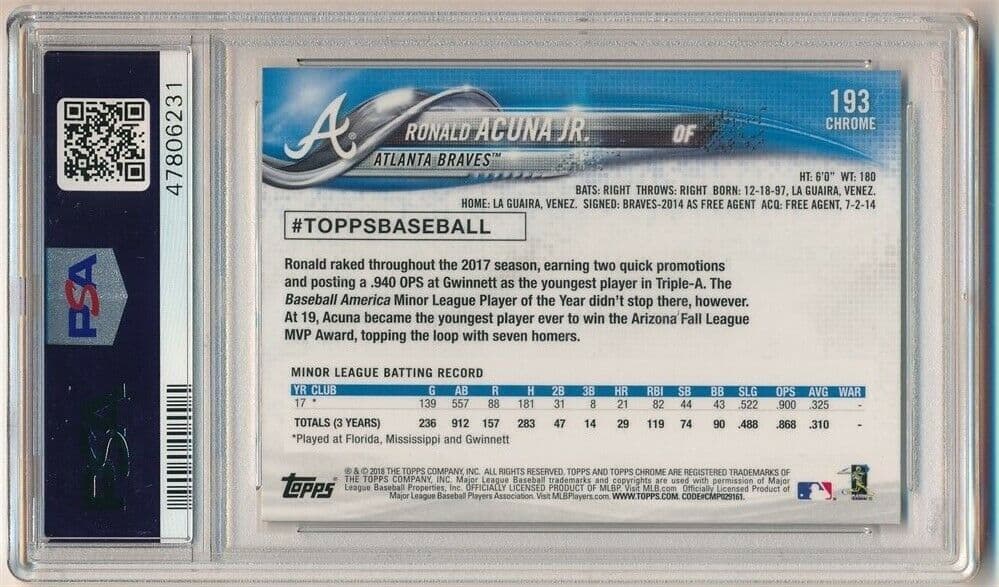 47806231
PSA
PSA
193
CHROME
A
RONALD ACUNA JR. OF
ATLANTA BRAVES™
HT: 6'0" WT: 180
BATS: RIGHT THROWS: RIGHT BORN: 12-18-97, LA GUAIRA, VENEZ.
HOME: LA GUAIRA, VENEZ. SIGNED: BRAVES-2014 AS FREE AGENT ACQ: FREE AGENT, 7-2-14
#TOPPSBASEBALL
Ronald raked throughout the 2017 season, earning two quick promotions
and posting a .940 OPS at Gwinnett as the youngest player in Triple-A. The
Baseball America Minor League Player of the Year didn't stop there, however.
At 19, Acuna became the youngest player ever to win the Arizona Fall League
MVP Award, topping the loop with seven homers.
MINOR LEAGUE BATTING RECORD
YR CLUB G AB R H 2B 3B HR RBI SB BB SLG OPS AVG WAR
17 * 139 557 88 181 31 8 21 82 44 43 .522 .900 .325 -
TOTALS (3 YEARS) 236 912 157 283 47 14 29 119 74 90 .488 .868 .310 -
*Played at Florida, Mississippi and Gwinnett
topps
® & © 2018 THE TOPPS COMPANY, INC. ALL RIGHTS RESERVED. TOPPS AND TOPPS CHROME ARE REGISTERED TRADEMARKS OF
THE TOPPS COMPANY, INC. Major League Baseball trademarks and copyrights are used with permission of Major
League Baseball Properties, Inc. OFFICIALLY LICENSED PRODUCT OF MLBP. Visit MLB.com Officially Licensed Product of
Major League Baseball Players Association. Visit MLBPlayers.com. WWW.TOPPS.COM. CODE#CMP029161.